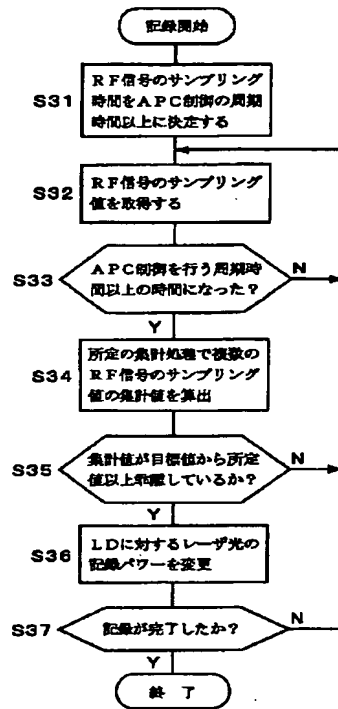 記録開始
S31
RF信号のサンプリング
時間をAPC制御の周期
時間以上に決定する
S32
RF信号のサンプリング
値を取得する
S33
APC制御を行う周期時
間以上の時間になった?
N
Y
S34
所定の集計処理で複数の
RF信号のサンプリング
値の集計値を算出
S35
集計値が目標値から所定
値以上乖離しているか?
N
Y
S36
LDに対するレーザ光の
記録パワーを変更
S37
記録が完了したか?
N
Y
終了